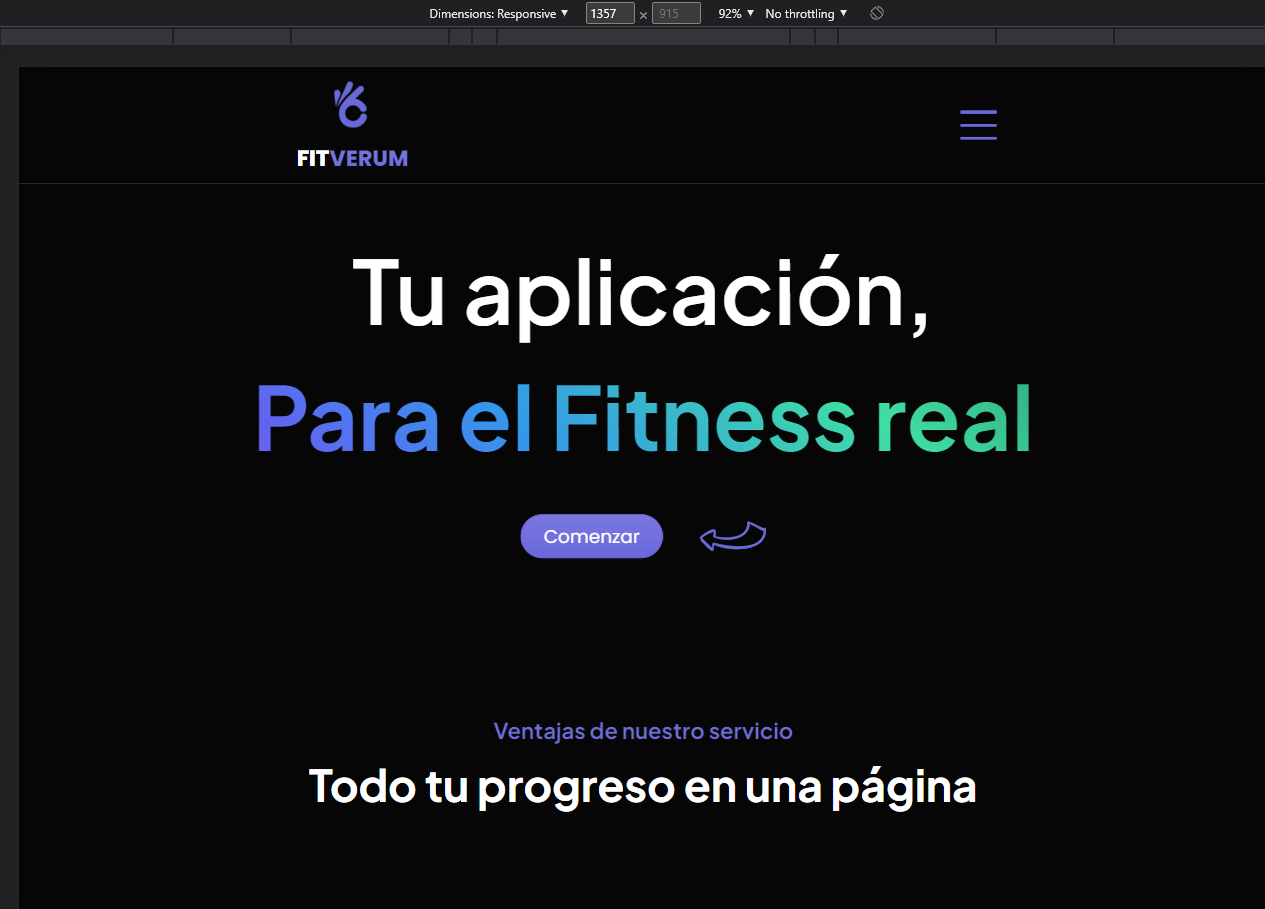 Dimensions: Responsive ▼ 1357 × 915 92% ▼ No throttling ▼
FITVERUM
Tu aplicación,
Para el Fitness real
Comenzar
Ventajas de nuestro servicio
Todo tu progreso en una página